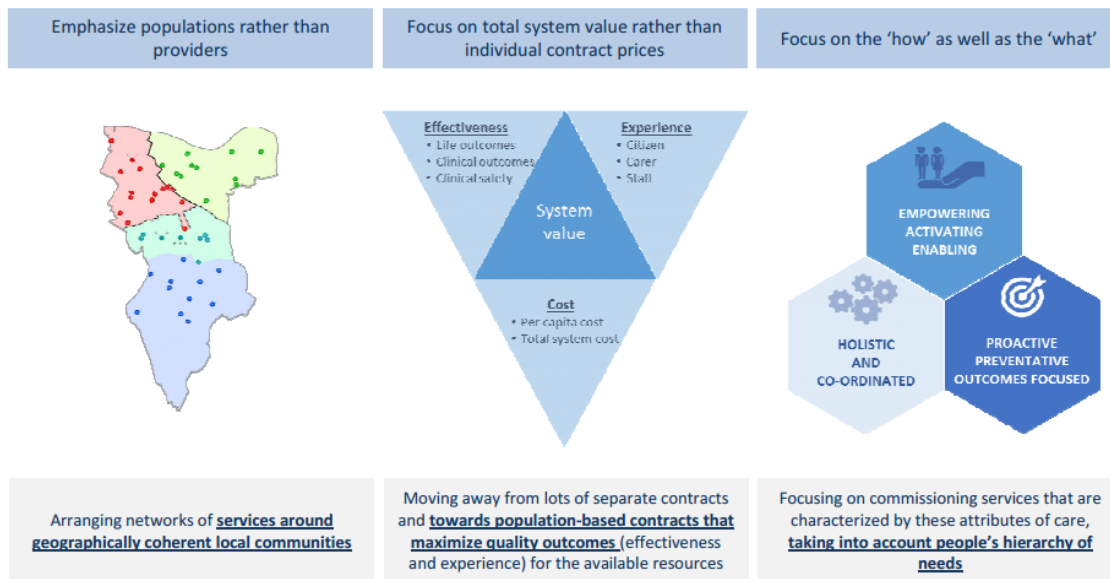 Emphasize populations rather than
providers
Focus on total system value rather than
individual contract prices
Focus on the ‘how’ as well as the ‘what’
Effectiveness
• Life outcomes
• Clinical outcomes
• Clinical safety
Experience
• Citizen
• Carer
• Staff
System
value
Cost
• Per capita cost
• Total system cost
EMPOWERING
ACTIVATING
ENABLING
HOLISTIC
AND
CO-ORDINATED
PROACTIVE
PREVENTATIVE
OUTCOMES FOCUSED
Arranging networks of services around
geographically coherent local communities
Moving away from lots of separate contracts
and towards population-based contracts that
maximize quality outcomes (effectiveness
and experience) for the available resources
Focusing on commissioning services that are
characterized by these attributes of care,
taking into account people’s hierarchy of
needs